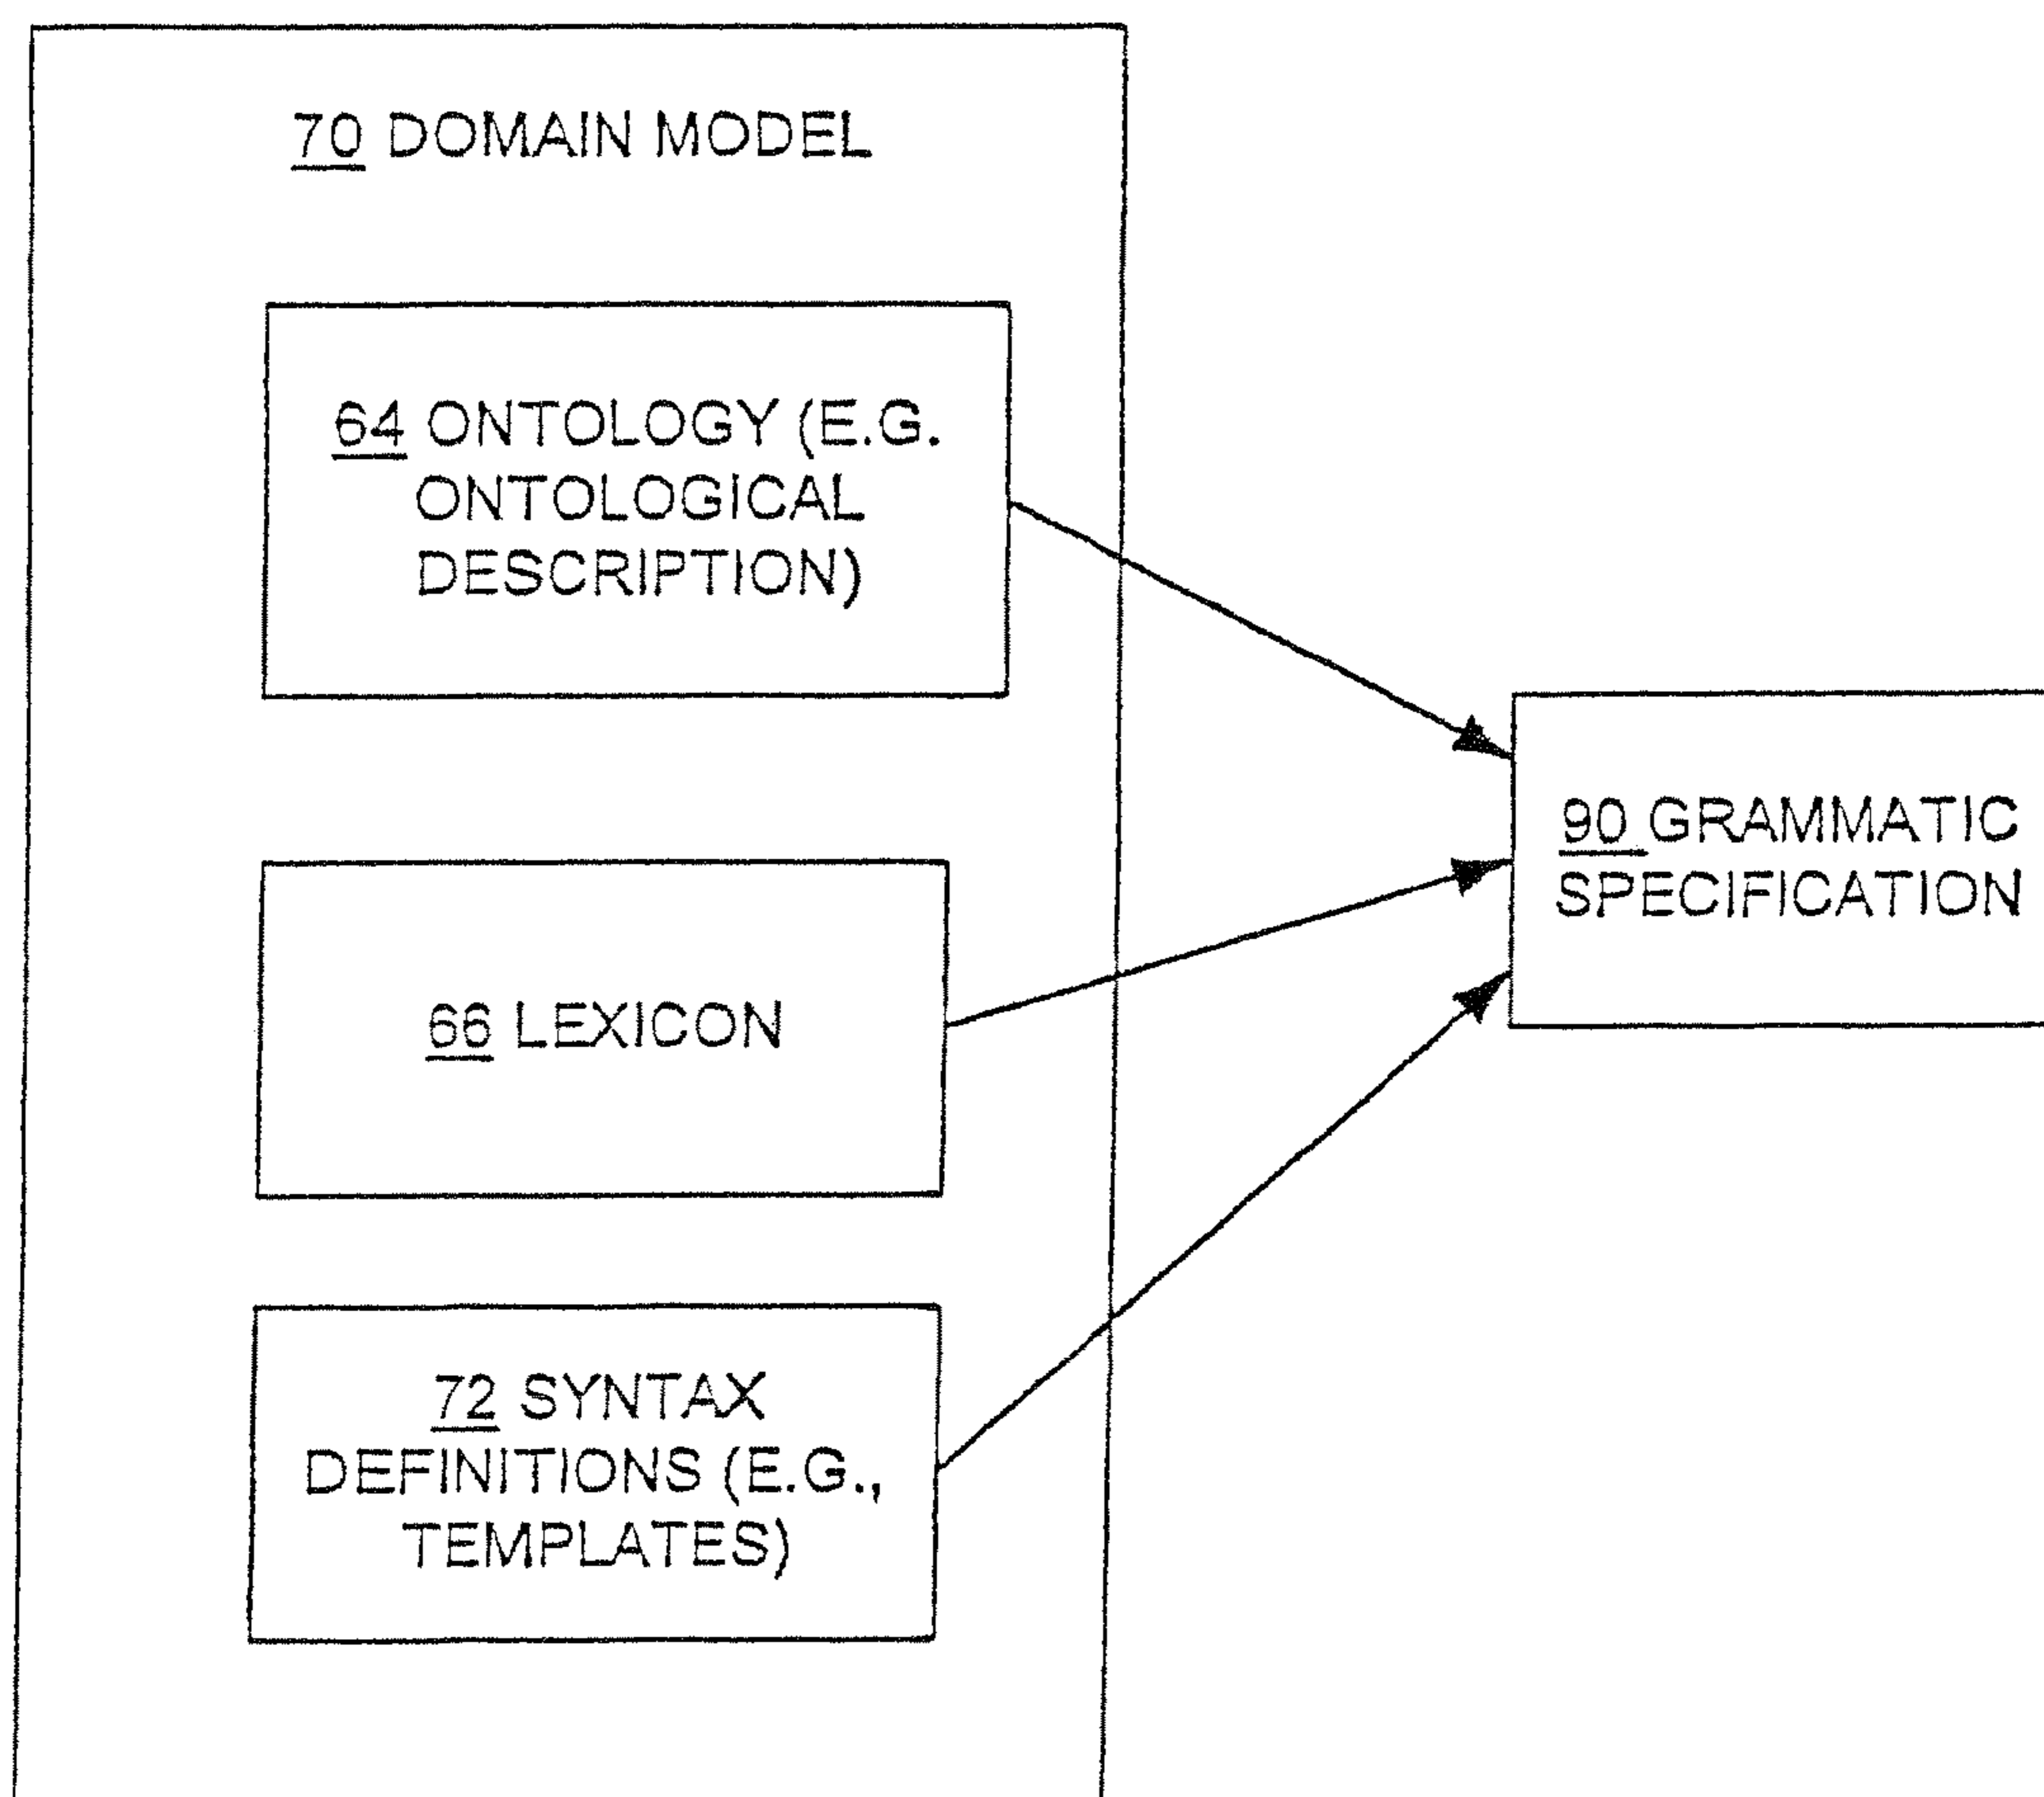 70 DOMAIN MODEL
64 ONTOLOGY (E.G.
ONTOLOGICAL
DESCRIPTION)
66 LEXICON
72 SYNTAX
DEFINITIONS (E.G.,
TEMPLATES)
90 GRAMMATIC
SPECIFICATION